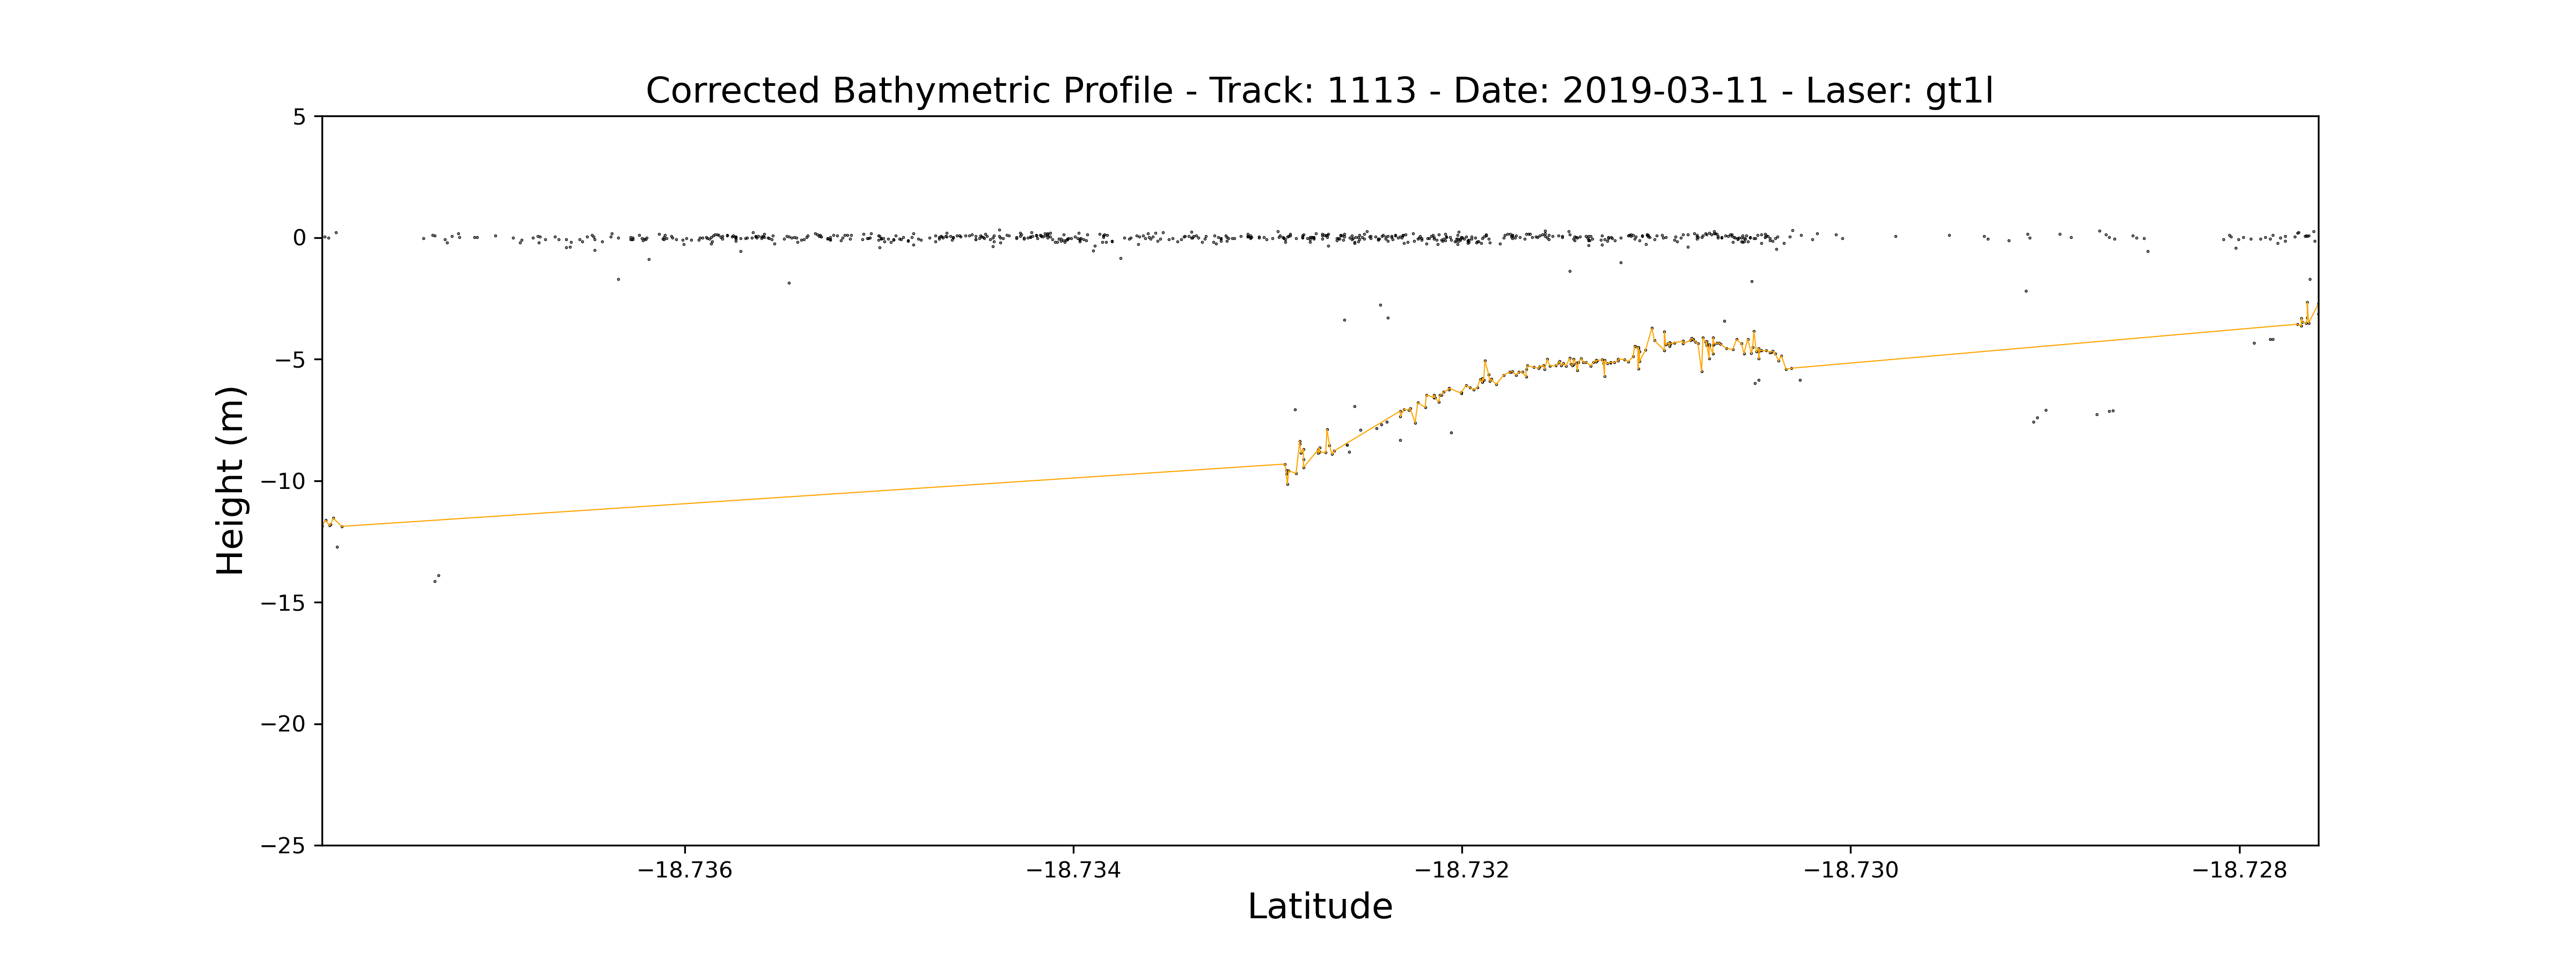 Corrected Bathymetric Profile - Track: 1113 - Date: 2019-03-11 - Laser: gt1l
5
0
−5
−10
−15
−20
−25
Height (m)
−18.736 −18.734 −18.732 −18.730 −18.728
Latitude